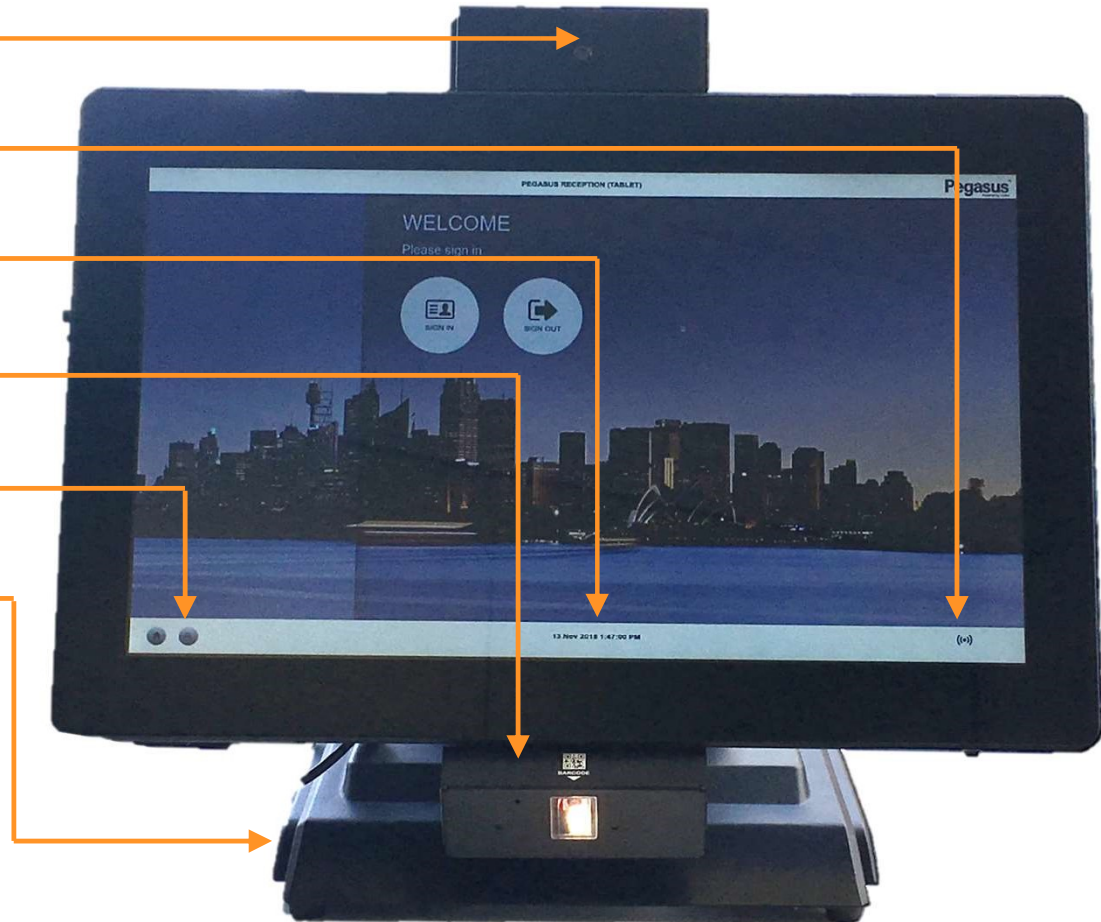 PEGASUS RECEPTION (TABLET)
Pegasus
WELCOME
Please sign in
SIGN IN
SIGN OUT
13 Nov 2018 1:47:00 PM
BARCODE